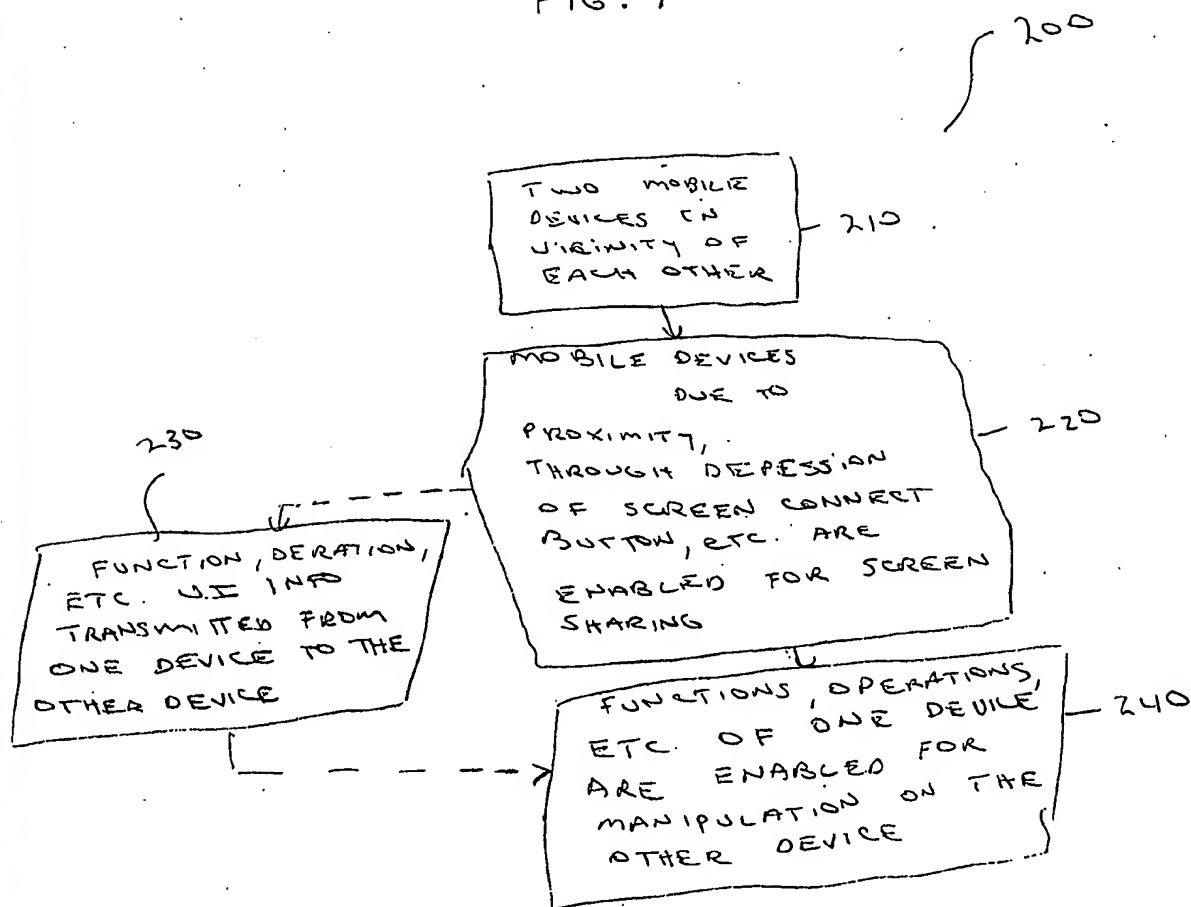 200
TWO MOBILE
DEVICES IN
VICINITY OF
EACH OTHER
210
MOBILE DEVICES
DUE TO
PROXIMITY,
THROUGH DEPESSION
OF SCREEN CONNECT
BUTTON, ETC. ARE
ENABLED FOR SCREEN
SHARING
220
230
FUNCTION, OERATION,
ETC. U.I INFO
TRANSMITTED FROM
ONE DEVICE TO THE
OTHER DEVICE
FUNCTIONS, OPERATIONS,
ETC. OF ONE DEVICE
ARE ENABLED FOR
MANIPULATION ON THE
OTHER DEVICE
240